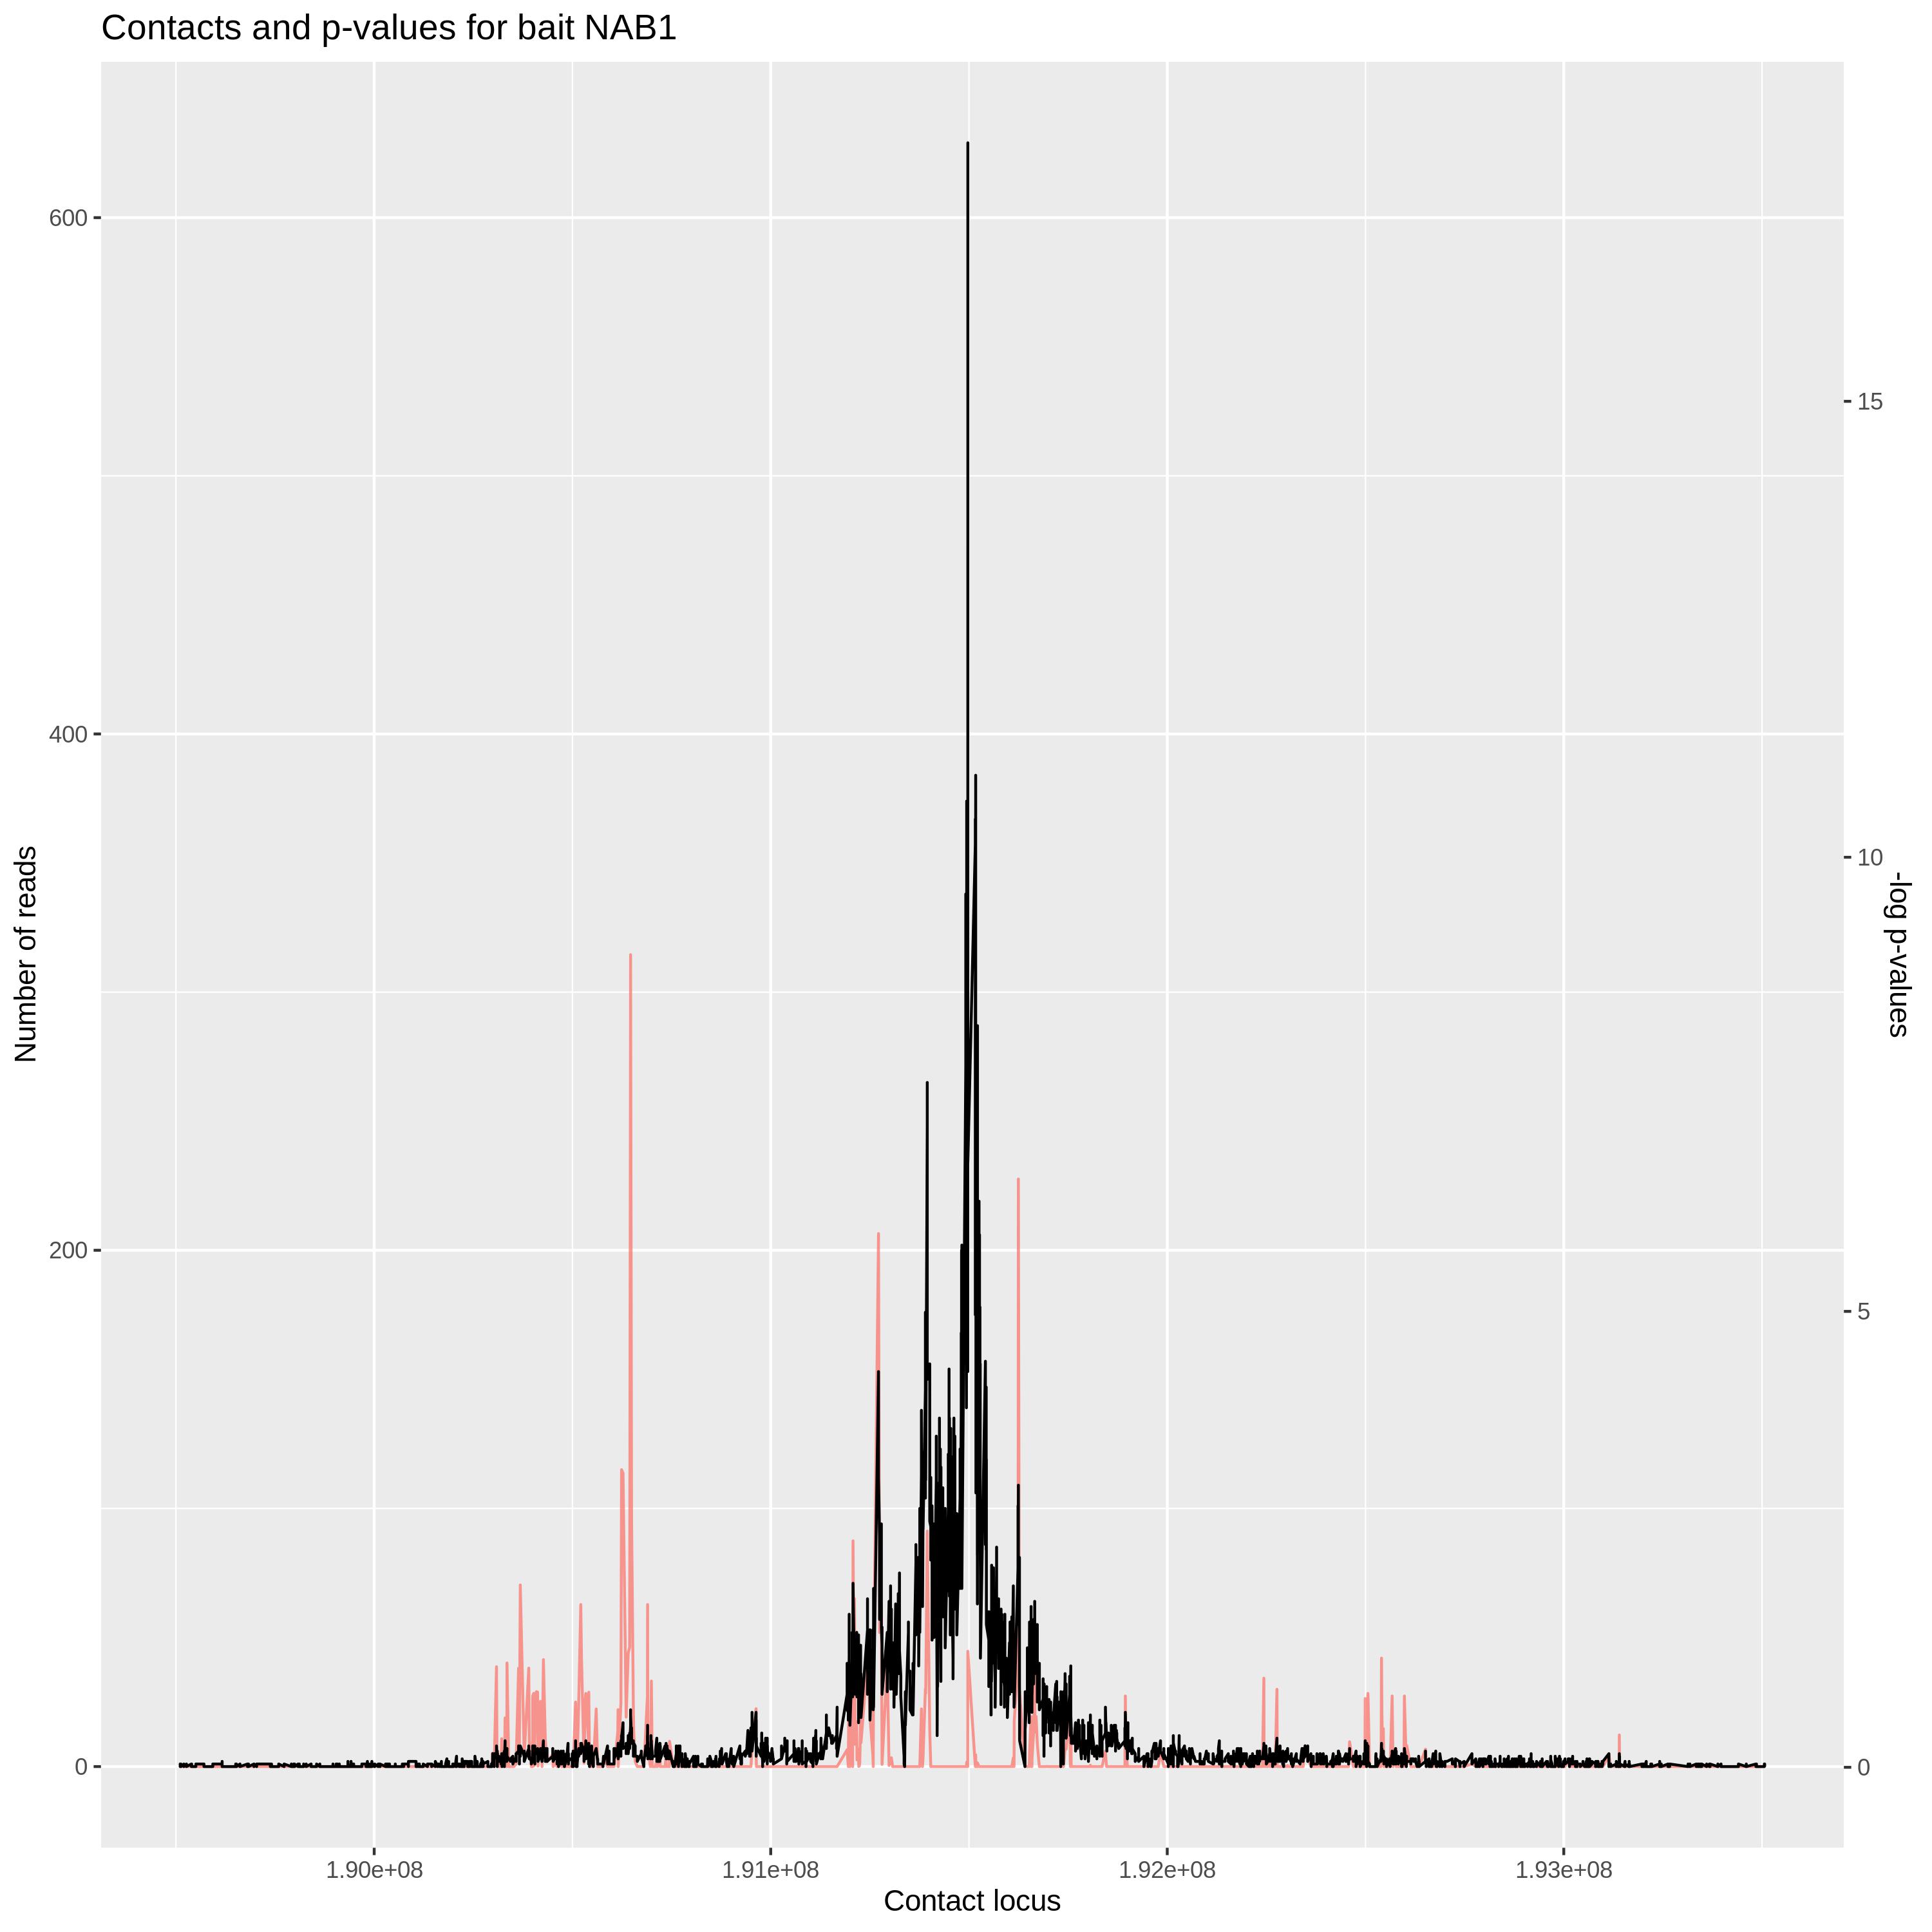 Contacts and p-values for bait NAB1
600
400
200
0
Number of reads
15
10
5
0
-log p-values
1.90e+08
1.91e+08
1.92e+08
1.93e+08
Contact locus